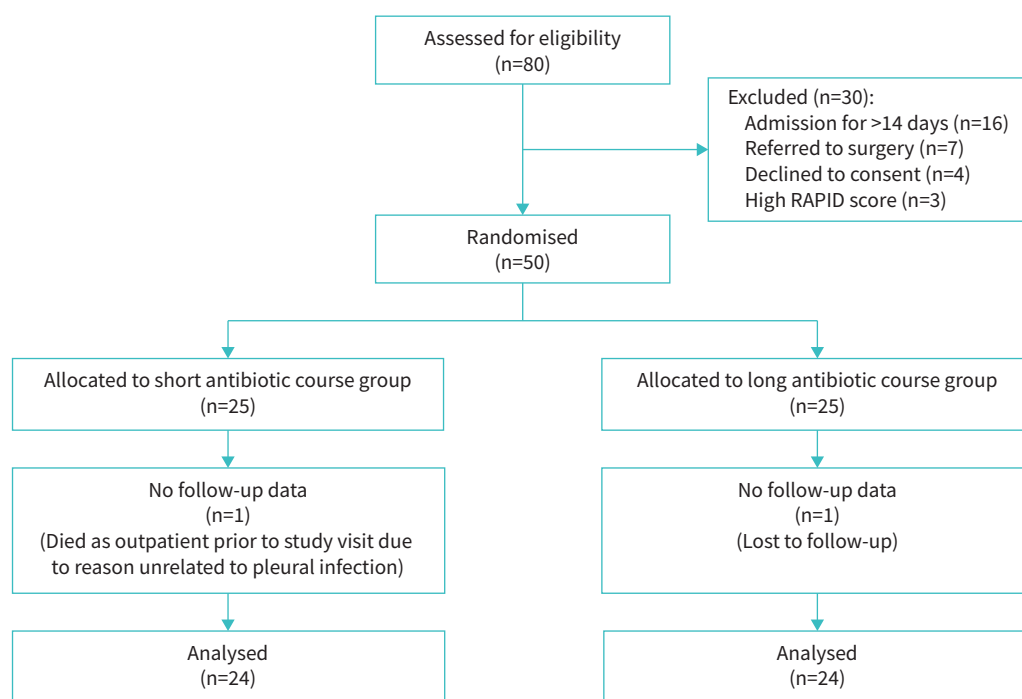 Assessed for eligibility
(n=80)
Excluded (n=30):
Admission for >14 days (n=16)
Referred to surgery (n=7)
Declined to consent (n=4)
High RAPID score (n=3)
Randomised
(n=50)
Allocated to short antibiotic course group
(n=25)
Allocated to long antibiotic course group
(n=25)
No follow-up data
(n=1)
(Died as outpatient prior to study visit due
to reason unrelated to pleural infection)
No follow-up data
(n=1)
(Lost to follow-up)
Analysed
(n=24)
Analysed
(n=24)